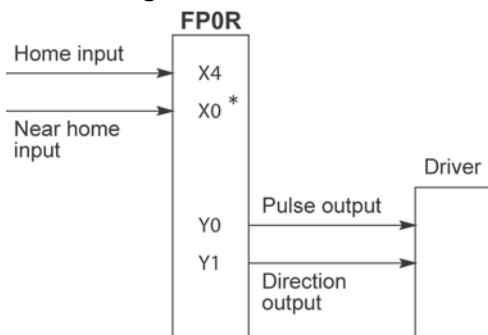 FP0R
Home input
X4
X0 *
Near home
input
Driver
Pulse output
Y0
Y1
Direction
output